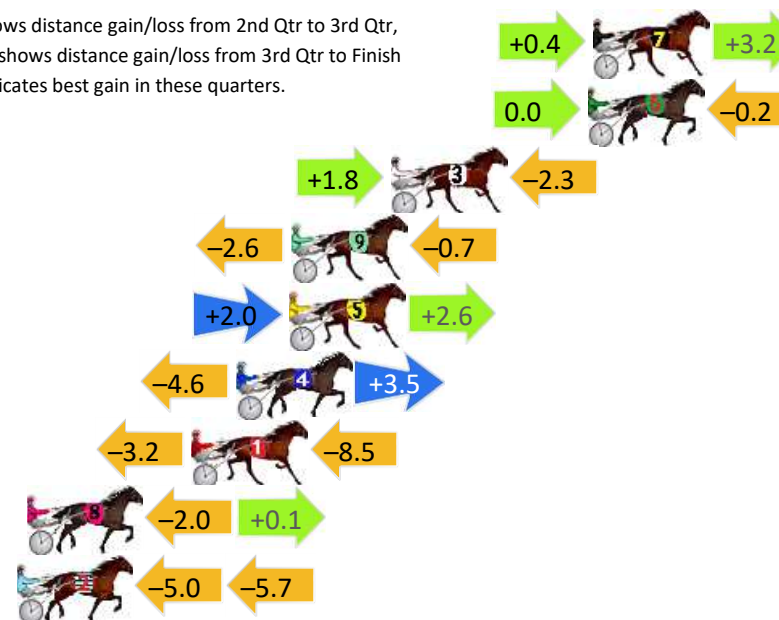 ows distance gain/loss from 2nd Qtr to 3rd Qtr,
shows distance gain/loss from 3rd Qtr to Finish
icates best gain in these quarters.
+0.4 7 +3.2
0.0 6 –0.2
+1.8 3 –2.3
–2.6 9 –0.7
+2.0 5 +2.6
–4.6 4 +3.5
–3.2 1 –8.5
8 –2.0 +0.1
2 –5.0 –5.7